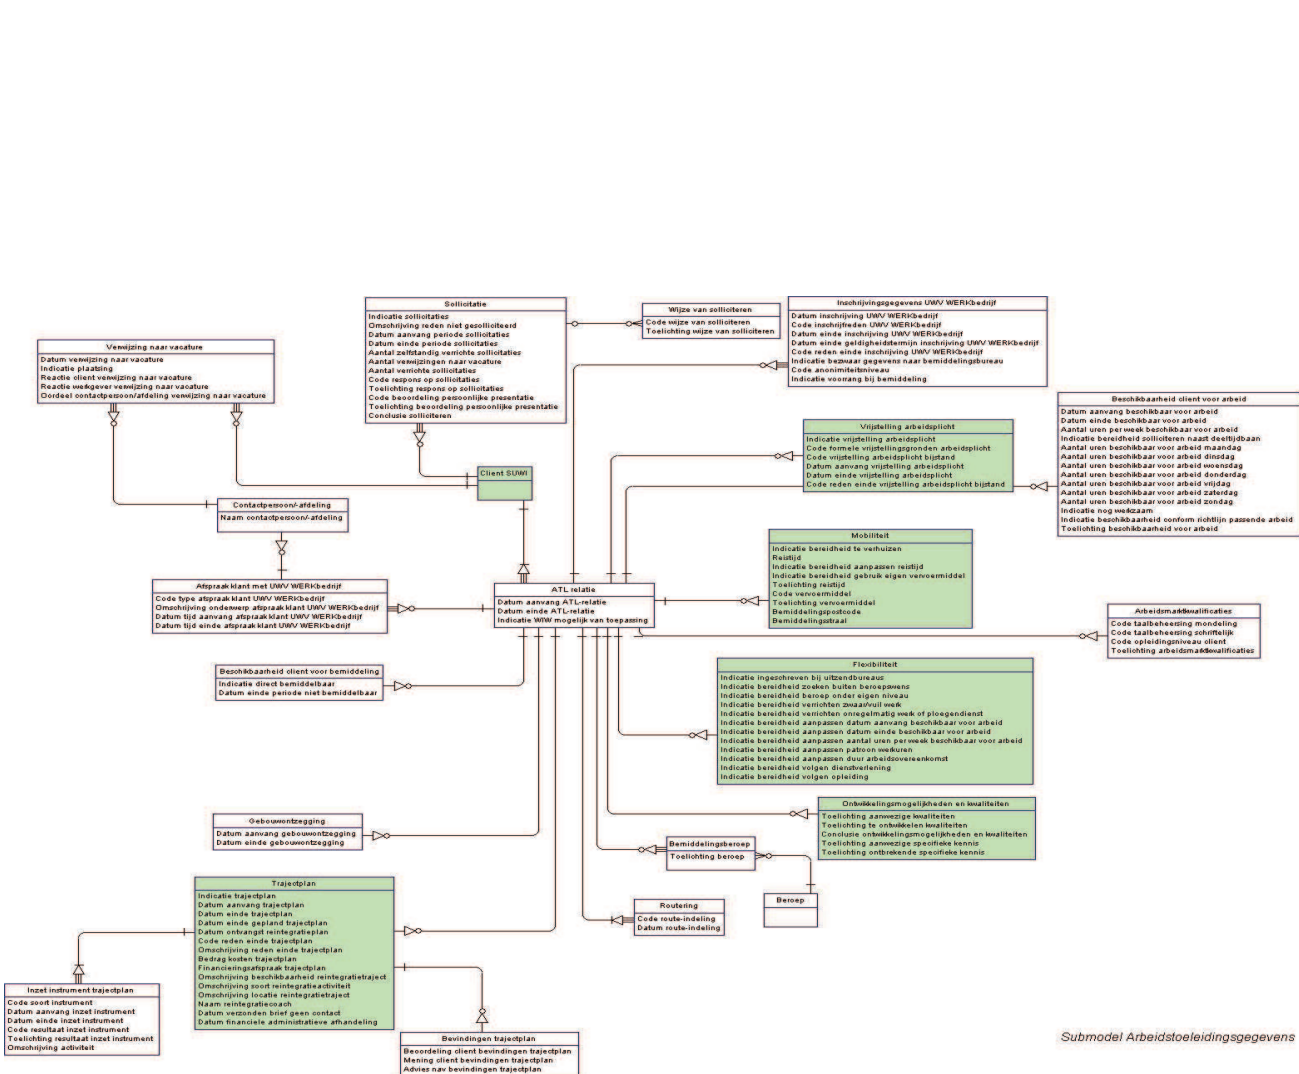 Sollicitatie
Indicatie sollicitaties
Omschrijving reden niet gesolliciteerd
Datum aanvang periode sollicitaties
Datum einde periode sollicitaties
Aantal zelfstandig verrichte sollicitaties
Aantal verwijzingen naar vacature
Aantal verrichte sollicitaties
Code respons op sollicitaties
Toelichting respons op sollicitaties
Code beoordeling persoonlijke presentatie
Toelichting beoordeling persoonlijke presentatie
Conclusie solliciteren
Wijze van solliciteren
Code wijze van solliciteren
Toelichting wijze van solliciteren
Inschrijvingsgegevens UWV WERKbedrijf
Datum inschrijving UWV WERKbedrijf
Code inschrijfreden UWV WERKbedrijf
Datum einde inschrijving UWV WERKbedrijf
Datum einde geldigheidstermijn inschrijving UWV WERKbedrijf
Code reden einde inschrijving UWV WERKbedrijf
Indicatie bezwaar gegevens naar bemiddelingsbureau
Code anonimiteitsniveau
Indicatie voorrang bij bemiddeling
Verwijzing naar vacature
Datum verwijzing naar vacature
Indicatie plaatsing
Reactie client verwijzing naar vacature
Reactie werkgever verwijzing naar vacature
Oordeel contactpersoon/afdeling verwijzing naar vacature
Beschikbaarheid client voor arbeid
Datum aanvang beschikbaar voor arbeid
Datum einde beschikbaar voor arbeid
Aantal uren per week beschikbaar voor arbeid
Indicatie bereidheid solliciteren naast deeltijdbaan
Aantal uren beschikbaar voor arbeid maandag
Aantal uren beschikbaar voor arbeid dinsdag
Aantal uren beschikbaar voor arbeid woensdag
Aantal uren beschikbaar voor arbeid donderdag
Aantal uren beschikbaar voor arbeid vrijdag
Aantal uren beschikbaar voor arbeid zaterdag
Aantal uren beschikbaar voor arbeid zondag
Indicatie nog werkzaam
Indicatie beschikbaarheid conform richtlijn passende arbeid
Toelichting beschikbaarheid voor arbeid
Vrijstelling arbeidsplicht
Indicatie vrijstelling arbeidsplicht
Code formele vrijstellingsgronden arbeidsplicht
Code vrijstelling arbeidsplicht bijstand
Datum aanvang vrijstelling arbeidsplicht
Datum einde vrijstelling arbeidsplicht
Code reden einde vrijstelling arbeidsplicht bijstand
Client SUWI
Contactpersoon/-afdeling
Naam contactpersoon/-afdeling
Mobiliteit
Indicatie bereidheid te verhuizen
Reistijd
Indicatie bereidheid aanpassen reistijd
Indicatie bereidheid gebruik eigen vervoermiddel
Toelichting reistijd
Code vervoermiddel
Toelichting vervoermiddel
Bemiddelingspostcode
Bemiddelingsstraal
Afspraak klant met UWV WERKbedrijf
Code type afspraak klant UWV WERKbedrijf
Omschrijving onderwerp afspraak klant UWV WERKbedrijf
Datum tijd aanvang afspraak klant UWV WERKbedrijf
Datum tijd einde afspraak klant UWV WERKbedrijf
ATL relatie
Datum aanvang ATL-relatie
Datum einde ATL-relatie
Indicatie WIW mogelijk van toepassing
Arbeidsmarktkwalificaties
Code taalbeheersing mondeling
Code taalbeheersing schriftelijk
Code opleidingsniveau client
Toelichting arbeidsmarktkwalificaties
Beschikbaarheid client voor bemiddeling
Indicatie direct bemiddelbaar
Datum einde periode niet bemiddelbaar
Flexibiliteit
Indicatie ingeschreven bij uitzendbureaus
Indicatie bereidheid zoeken buiten beroepswens
Indicatie bereidheid beroep onder eigen niveau
Indicatie bereidheid verrichten zwaar/vuil werk
Indicatie bereidheid verrichten onregelmatig werk of ploegendienst
Indicatie bereidheid aanpassen datum aanvang beschikbaar voor arbeid
Indicatie bereidheid aanpassen datum einde beschikbaar voor arbeid
Indicatie bereidheid aanpassen aantal uren per week beschikbaar voor arbeid
Indicatie bereidheid aanpassen patroon werkuren
Indicatie bereidheid aanpassen duur arbeidsovereenkomst
Indicatie bereidheid volgen dienstverlening
Indicatie bereidheid volgen opleiding
Ontwikkelingsmogelijkheden en kwaliteiten
Toelichting aanwezige kwaliteiten
Toelichting te ontwikkelen kwaliteiten
Conclusie ontwikkelingsmogelijkheden en kwaliteiten
Toelichting aanwezige specifieke kennis
Toelichting ontbrekende specifieke kennis
Gebouwontzegging
Datum aanvang gebouwontzegging
Datum einde gebouwontzegging
Bemiddelingsberoep
Toelichting beroep
Beroep
Routering
Code route-indeling
Datum route-indeling
Trajectplan
Indicatie trajectplan
Datum aanvang trajectplan
Datum einde trajectplan
Datum einde gepland trajectplan
Datum ontvangst reintegratieplan
Code reden einde trajectplan
Omschrijving reden einde trajectplan
Bedrag kosten trajectplan
Financieringsafspraak trajectplan
Omschrijving beschikbaarheid reintegratietraject
Omschrijving soort reintegratieactiviteit
Omschrijving locatie reintegratietraject
Naam reintegratiecoach
Datum verzonden brief geen contact
Datum financiele administratieve afhandeling
Inzet instrument trajectplan
Code soort instrument
Datum aanvang inzet instrument
Datum einde inzet instrument
Code resultaat inzet instrument
Toelichting resultaat inzet instrument
Omschrijving activiteit
Bevindingen trajectplan
Beoordeling client bevindingen trajectplan
Mening client bevindingen trajectplan
Advies nav bevindingen trajectplan
Submodel Arbeidstoeleidingsgegevens